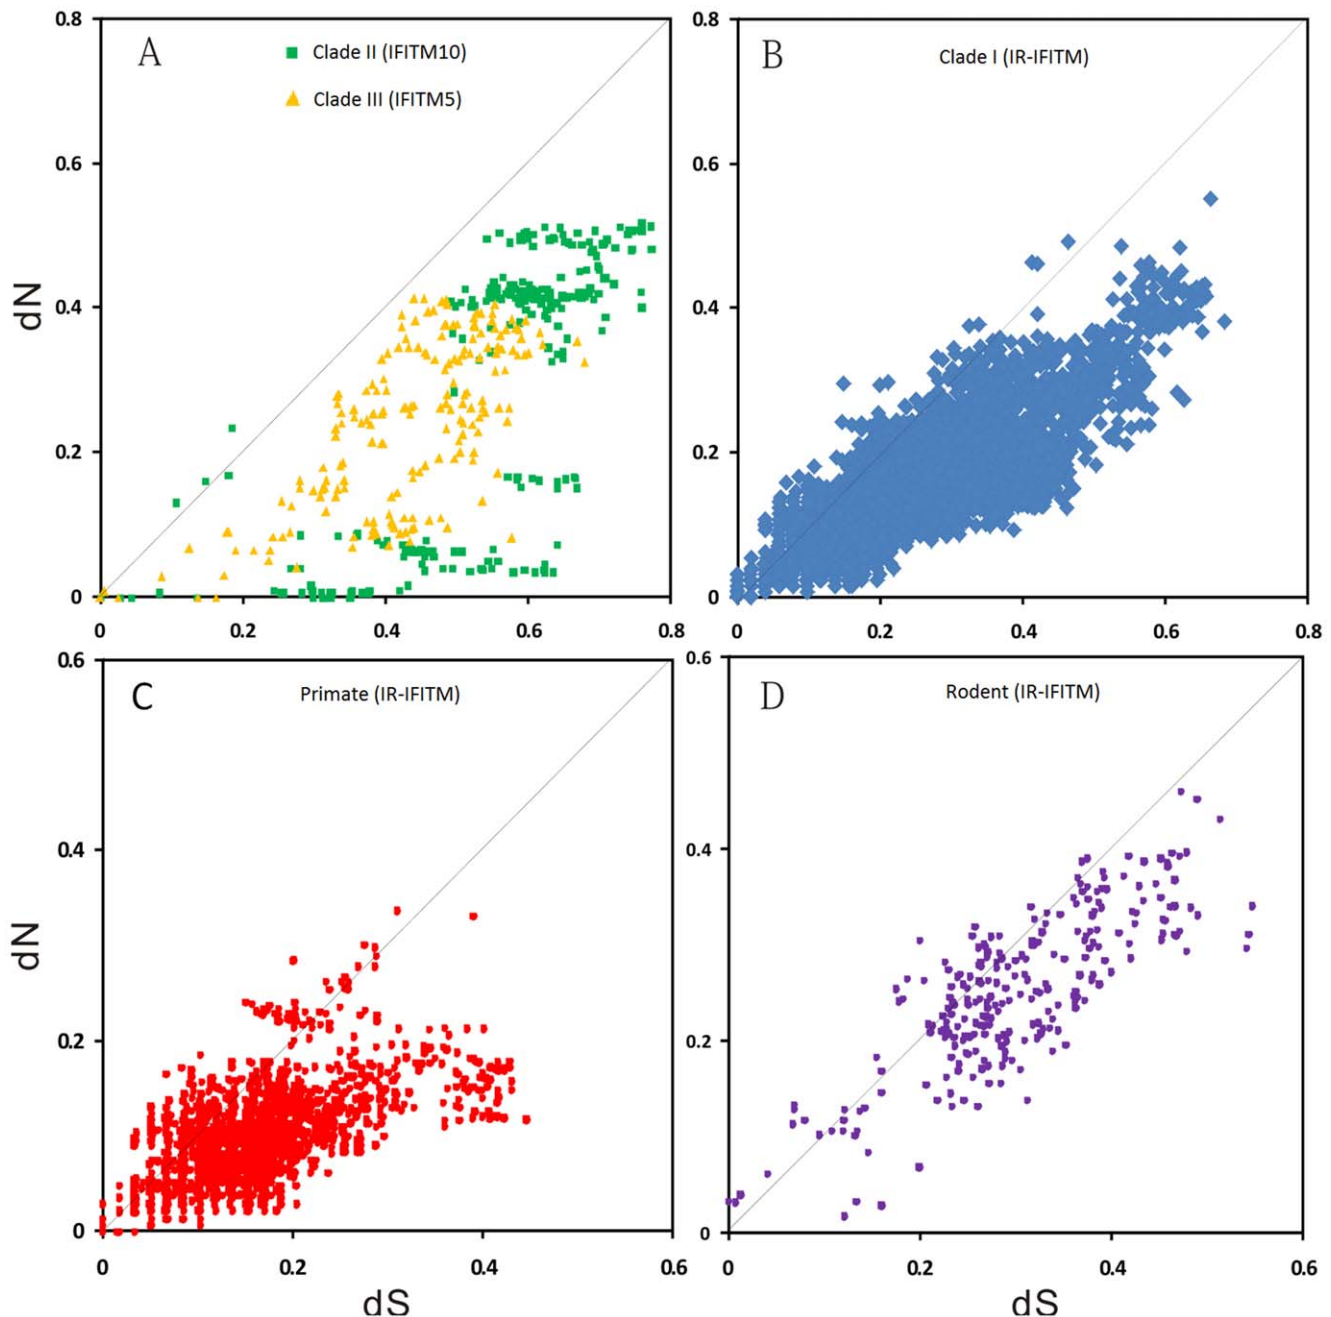 A
Clade II (IFITM10)
Clade III (IFITM5)
dN
0.8
0.6
0.4
0.2
0
0 0.2 0.4 0.6 0.8
B
Clade I (IR-IFITM)
0.8
0.6
0.4
0.2
0
0 0.2 0.4 0.6 0.8
C
Primate (IR-IFITM)
dN
0.6
0.4
0.2
0
0 0.2 0.4 0.6
dS
D
Rodent (IR-IFITM)
0.6
0.4
0.2
0
0 0.2 0.4 0.6
dS